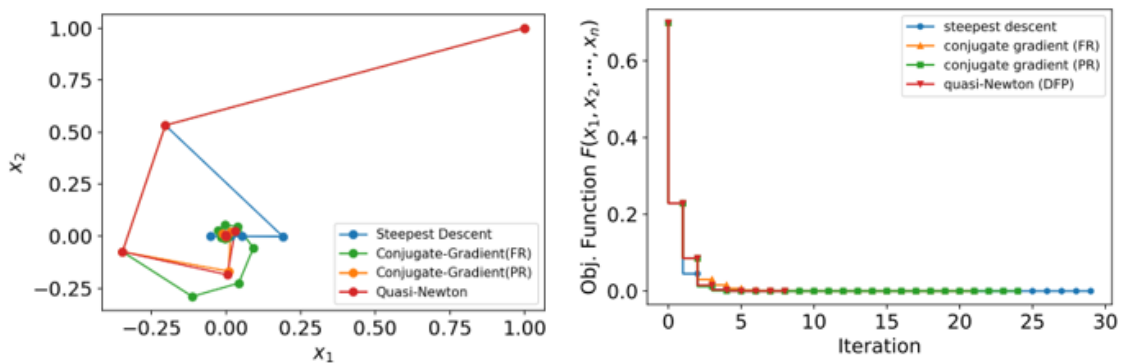 1.00
0.75
0.50
0.25
0.00
−0.25
x₂
−0.25
0.00
0.25
0.50
0.75
1.00
x₁
Steepest Descent
Conjugate-Gradient(FR)
Conjugate-Gradient(PR)
Quasi-Newton
Obj. Function F(x₁, x₂, ⋯, xₙ)
0.6
0.4
0.2
0.0
0
5
10
15
20
25
30
Iteration
steepest descent
conjugate gradient (FR)
conjugate gradient (PR)
quasi-Newton (DFP)